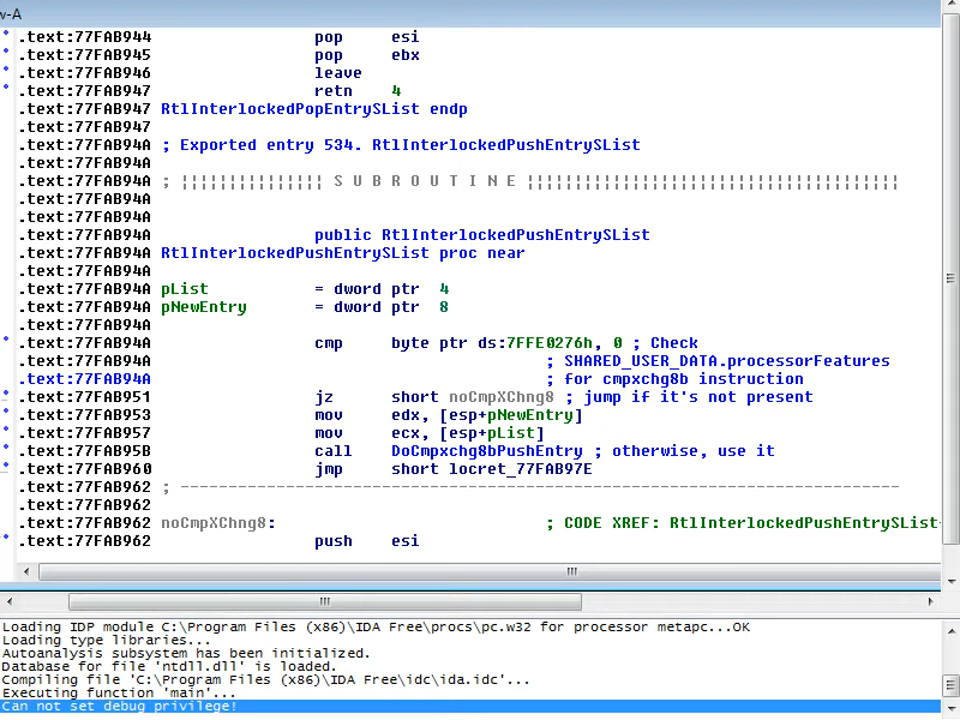 w-A
.text:77FAB944 pop esi
.text:77FAB945 pop ebx
.text:77FAB946 leave
.text:77FAB947 retn 4
.text:77FAB947 RtlInterlockedPopEntrySList endp
.text:77FAB947
.text:77FAB94A ; Exported entry 534. RtlInterlockedPushEntrySList
.text:77FAB94A
.text:77FAB94A ; ¦¦¦¦¦¦¦¦¦¦¦¦¦¦¦ S U B R O U T I N E ¦¦¦¦¦¦¦¦¦¦¦¦¦¦¦¦¦¦¦¦¦¦¦¦¦¦¦¦¦¦¦¦¦¦¦¦¦¦¦
.text:77FAB94A
.text:77FAB94A
.text:77FAB94A public RtlInterlockedPushEntrySList
.text:77FAB94A RtlInterlockedPushEntrySList proc near
.text:77FAB94A
.text:77FAB94A pList = dword ptr 4
.text:77FAB94A pNewEntry = dword ptr 8
.text:77FAB94A
.text:77FAB94A cmp byte ptr ds:7FFE0276h, 0 ; Check
.text:77FAB94A ; SHARED_USER_DATA.processorFeatures
.text:77FAB94A ; for cmpxchg8b instruction
.text:77FAB951 jz short noCmpXChng8 ; jump if it's not present
.text:77FAB953 mov edx, [esp+pNewEntry]
.text:77FAB957 mov ecx, [esp+pList]
.text:77FAB95B call DoCmpxchg8bPushEntry ; otherwise, use it
.text:77FAB960 jmp short locret_77FAB97E
.text:77FAB962 ; ---------------------------------------------------------------------------
.text:77FAB962
.text:77FAB962 noCmpXChng8: ; CODE XREF: RtlInterlockedPushEntrySList
.text:77FAB962 push esi
Loading IDP module C:\Program Files (x86)\IDA Free\procs\pc.w32 for processor metapc...OK
Loading type libraries...
Autoanalysis subsystem has been initialized.
Database for file 'ntdll.dll' is loaded.
Compiling file 'C:\Program Files (x86)\IDA Free\idc\ida.idc'...
Executing function 'main'...
Can not set debug privilege!